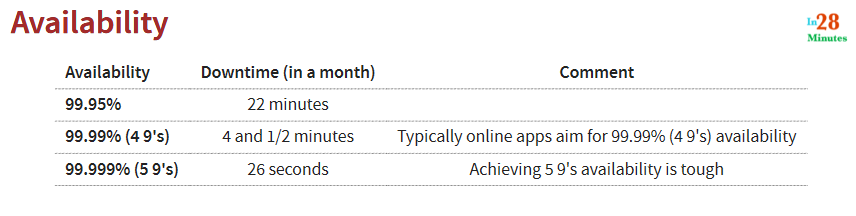 Availability
In28
Minutes
Availability Downtime (in a month) Comment
99.95% 22 minutes
99.99% (4 9's) 4 and 1/2 minutes Typically online apps aim for 99.99% (4 9's) availability
99.999% (5 9's) 26 seconds Achieving 5 9's availability is tough